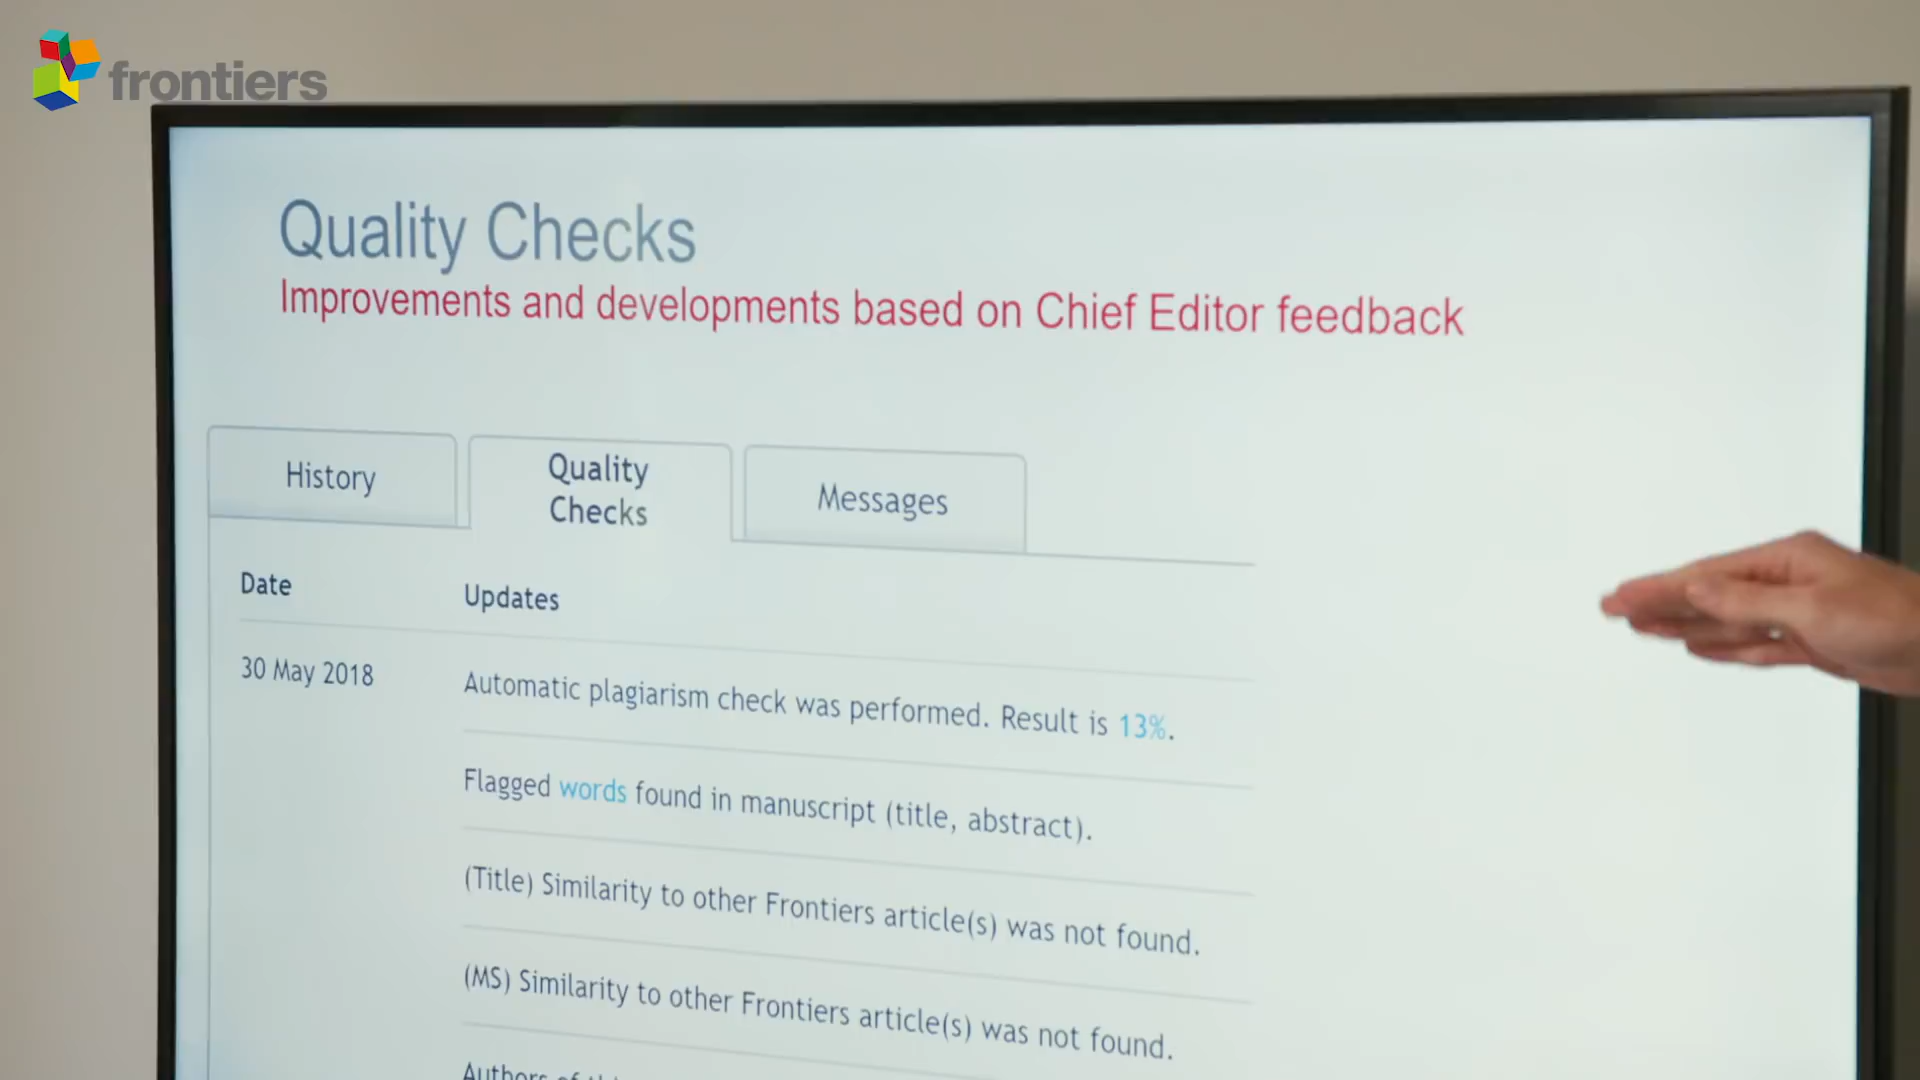 frontiers
Quality Checks
Improvements and developments based on Chief Editor feedback
History
Quality
Checks
Messages
Date
Updates
30 May 2018
Automatic plagiarism check was performed. Result is 13%.
Flagged words found in manuscript (title, abstract).
(Title) Similarity to other Frontiers article(s) was not found.
(MS) Similarity to other Frontiers article(s) was not found.
Authors of